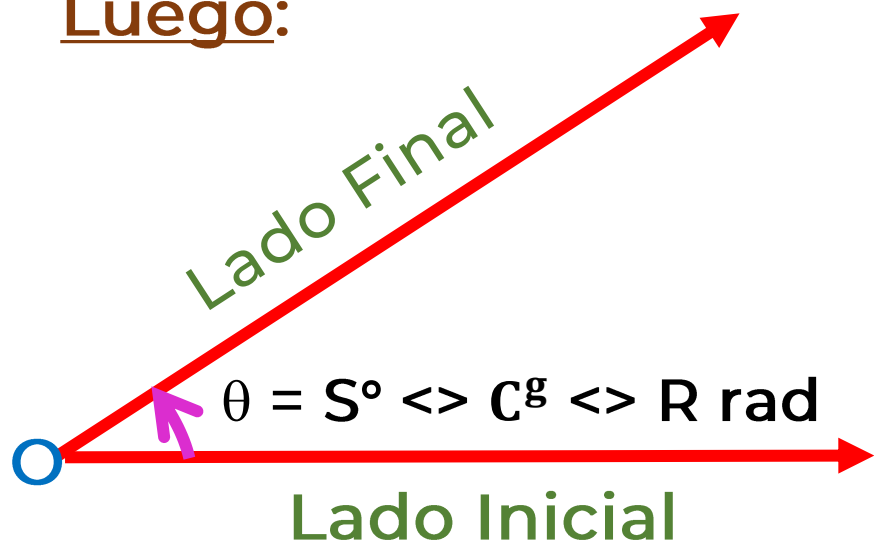 Luego:
Lado Final
θ = S° <> Cᵍ <> R rad
O
Lado Inicial